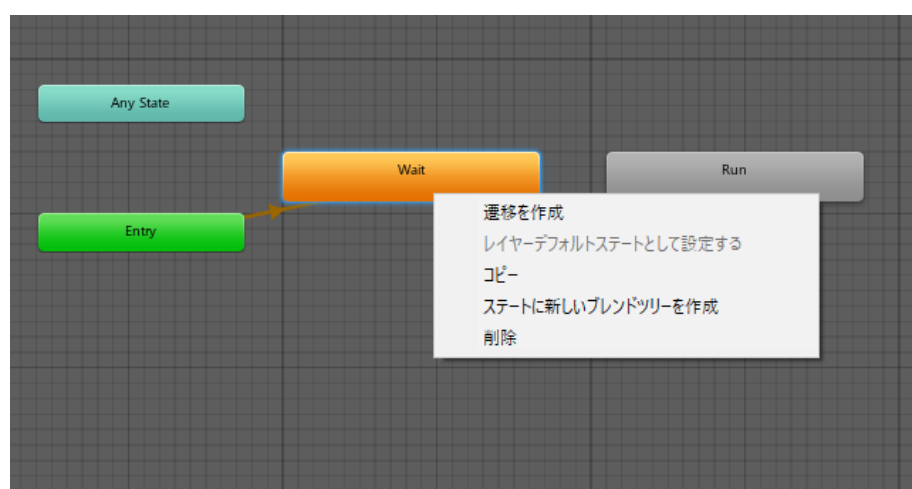 Any State
Wait
Run
Entry
遷移を作成
レイヤーデフォルトステートとして設定する
コピー
ステートに新しいブレンドツリーを作成
削除